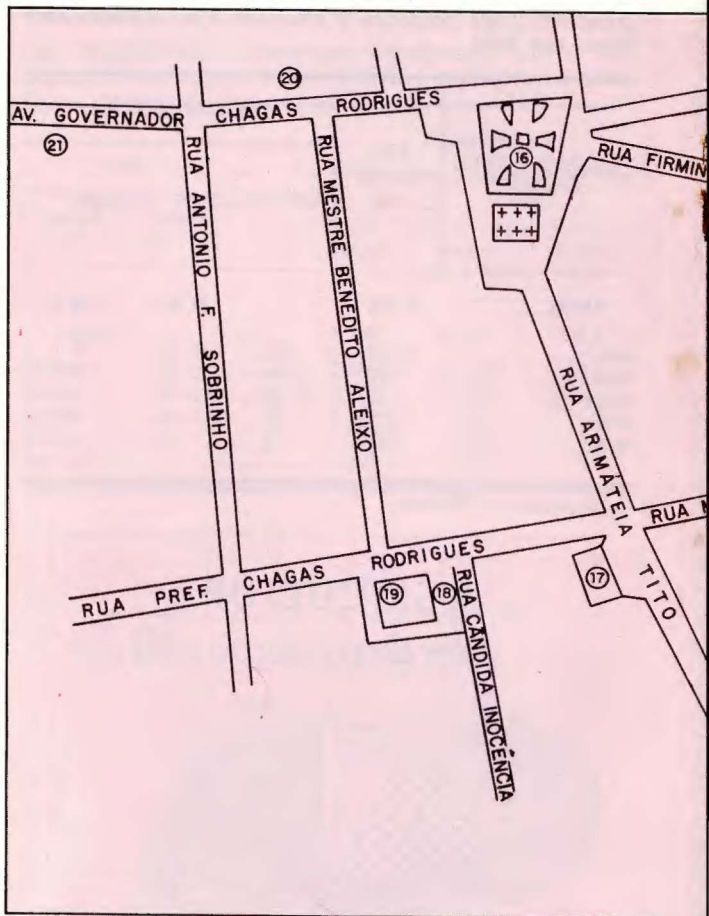 20
AV. GOVERNADOR CHAGAS RODRIGUES
21
16
RUA FIRMIN
RUA ANTONIO F. SOBRINHO
RUA MESTRE BENEDITO ALEIXO
RUA ARIMATEIA TITO
RUA
RUA PREF. CHAGAS RODRIGUES
19
18
17
RUA CÂNDIDA INOCÊNCIA